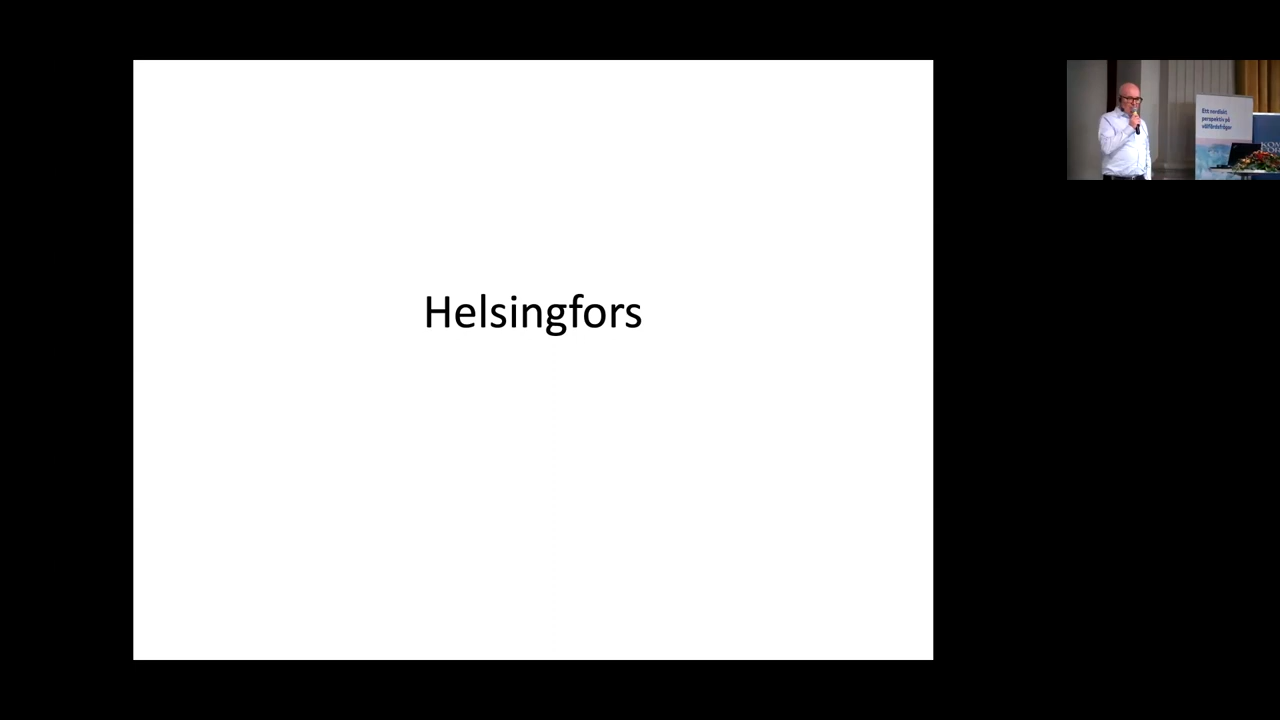 Helsingfors
Ett nordiskt
perspektiv på
välfärdsfrågor